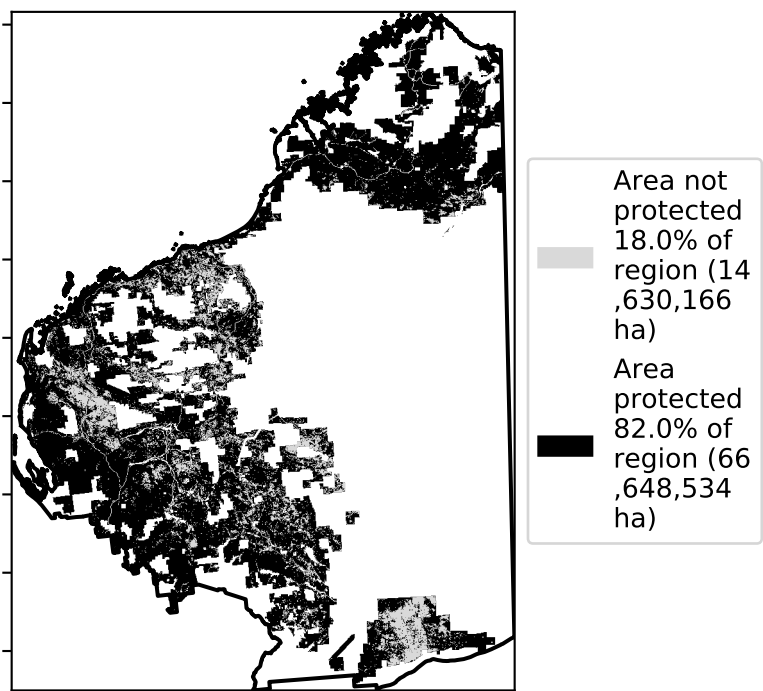 Area not
protected
18.0% of
region (14
,630,166
ha)
Area
protected
82.0% of
region (66
,648,534
ha)